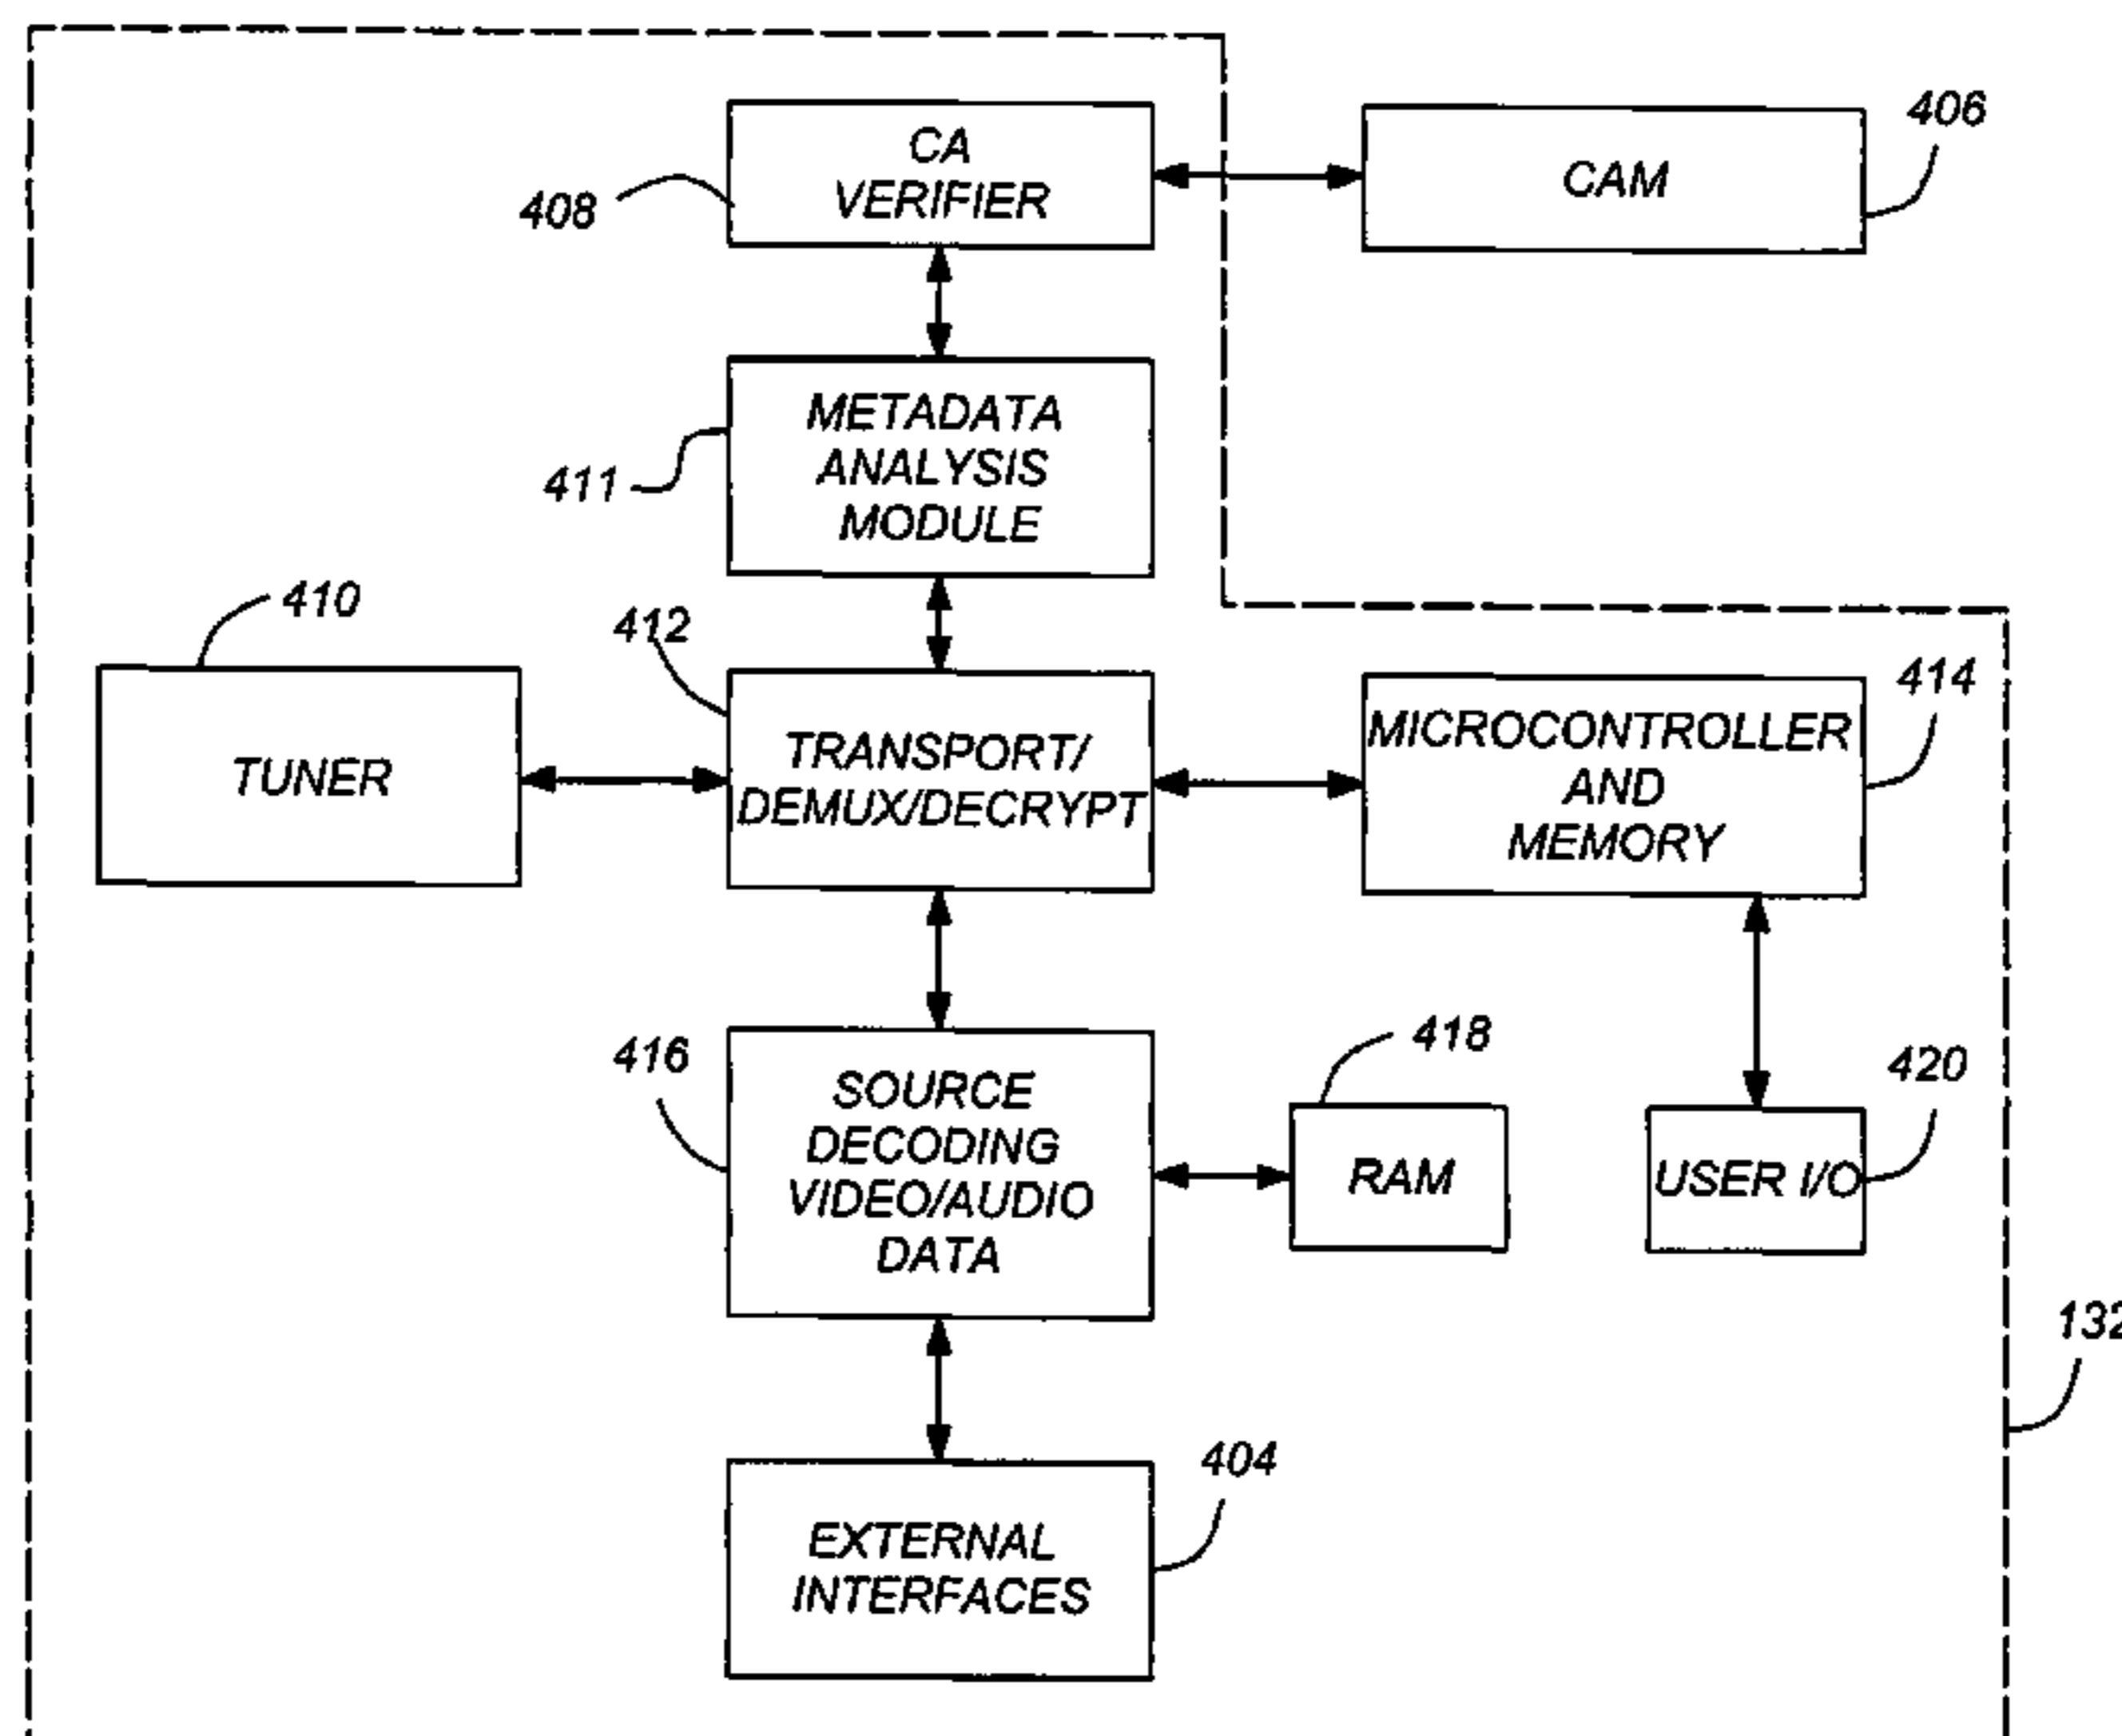 406
CA
VERIFIER
CAM
408
METADATA
ANALYSIS
MODULE
411
410
412
414
TUNER
TRANSPORT/
DEMUX/DECRYPT
MICROCONTROLLER
AND
MEMORY
416
418
420
SOURCE
DECODING
VIDEO/AUDIO
DATA
RAM
USER I/O
132
404
EXTERNAL
INTERFACES